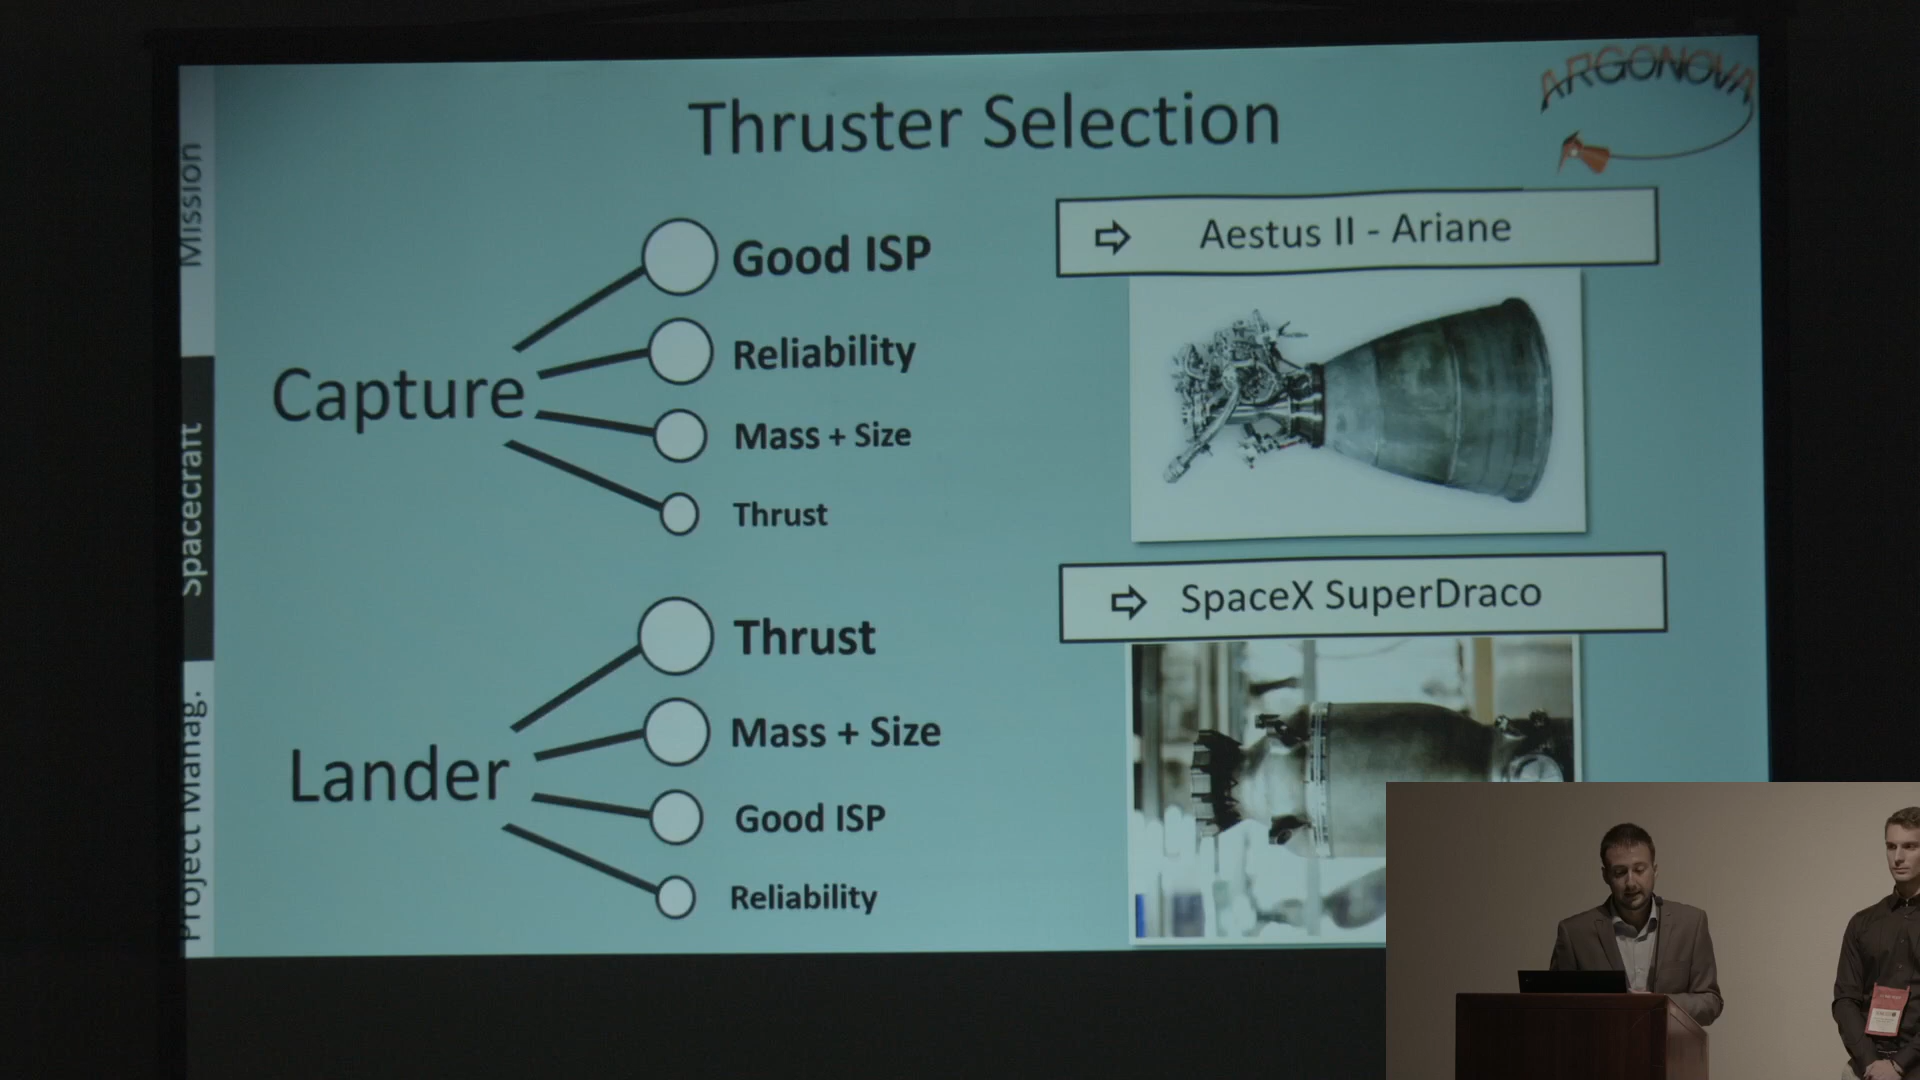 Thruster Selection
ARGONOVA
Mission
Spacecraft
Project Manag.
Capture
Good ISP
Reliability
Mass + Size
Thrust
⇨ Aestus II - Ariane
Lander
Thrust
Mass + Size
Good ISP
Reliability
⇨ SpaceX SuperDraco